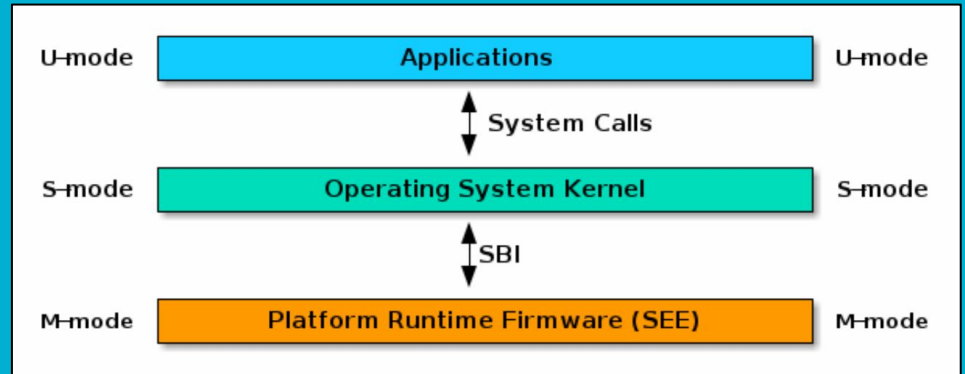 U-mode Applications U-mode
System Calls
S-mode Operating System Kernel S-mode
SBI
M-mode Platform Runtime Firmware (SEE) M-mode